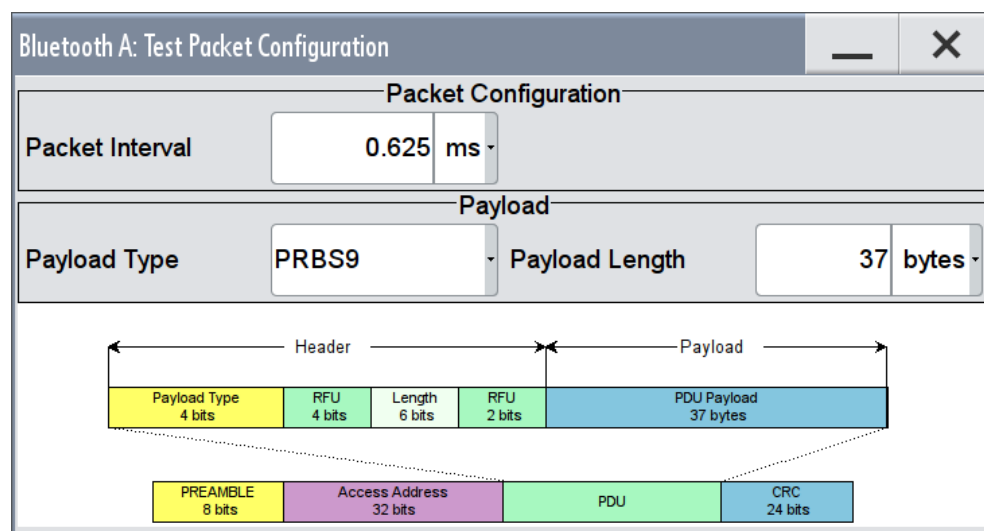 Bluetooth A: Test Packet Configuration
Packet Configuration
Packet Interval 0.625 ms
Payload
Payload Type PRBS9 Payload Length 37 bytes
Header Payload
Payload Type RFU Length RFU PDU Payload
4 bits 4 bits 6 bits 2 bits 37 bytes
PREAMBLE Access Address PDU CRC
8 bits 32 bits 24 bits